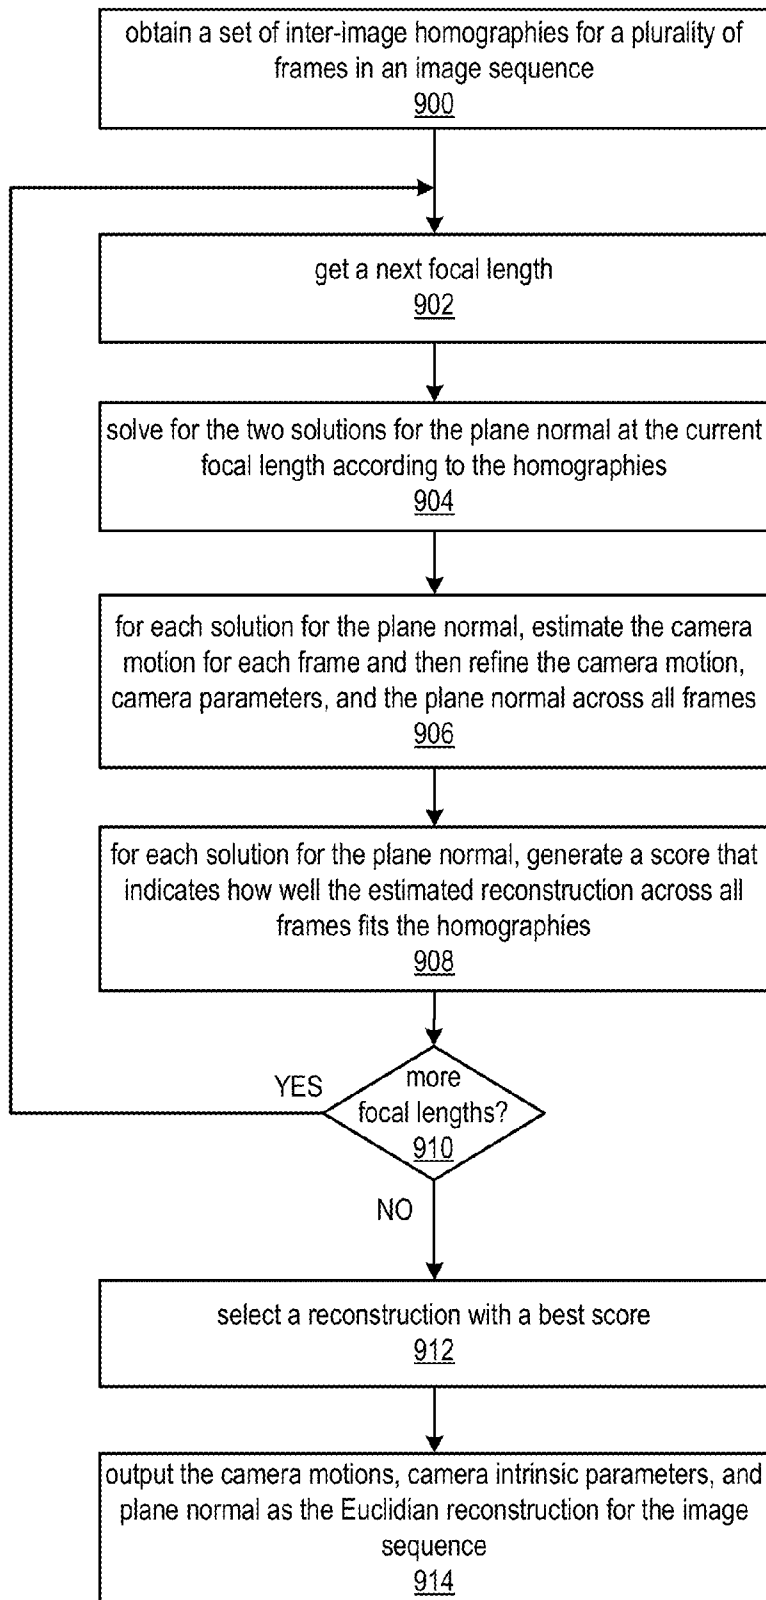 obtain a set of inter-image homographies for a plurality of
frames in an image sequence
900
get a next focal length
902
solve for the two solutions for the plane normal at the current
focal length according to the homographies
904
for each solution for the plane normal, estimate the camera
motion for each frame and then refine the camera motion,
camera parameters, and the plane normal across all frames
906
for each solution for the plane normal, generate a score that
indicates how well the estimated reconstruction across all
frames fits the homographies
908
YES
more
focal lengths?
910
NO
select a reconstruction with a best score
912
output the camera motions, camera intrinsic parameters, and
plane normal as the Euclidian reconstruction for the image
sequence
914